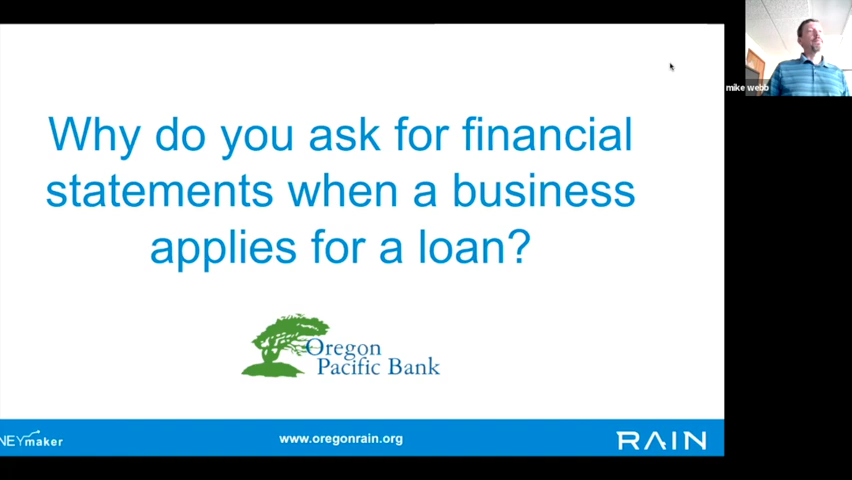 Why do you ask for financial
statements when a business
applies for a loan?
Oregon
Pacific Bank
NEYmaker
www.oregonrain.org
RAIN
mike webb